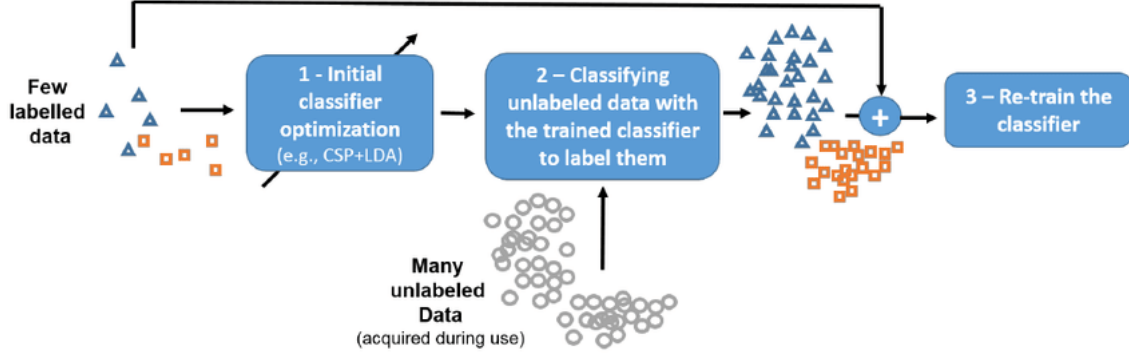 Few
labelled
data
1 - Initial
classifier
optimization
(e.g., CSP+LDA)
2 – Classifying
unlabeled data with
the trained classifier
to label them
+
3 – Re-train the
classifier
Many
unlabeled
Data
(acquired during use)